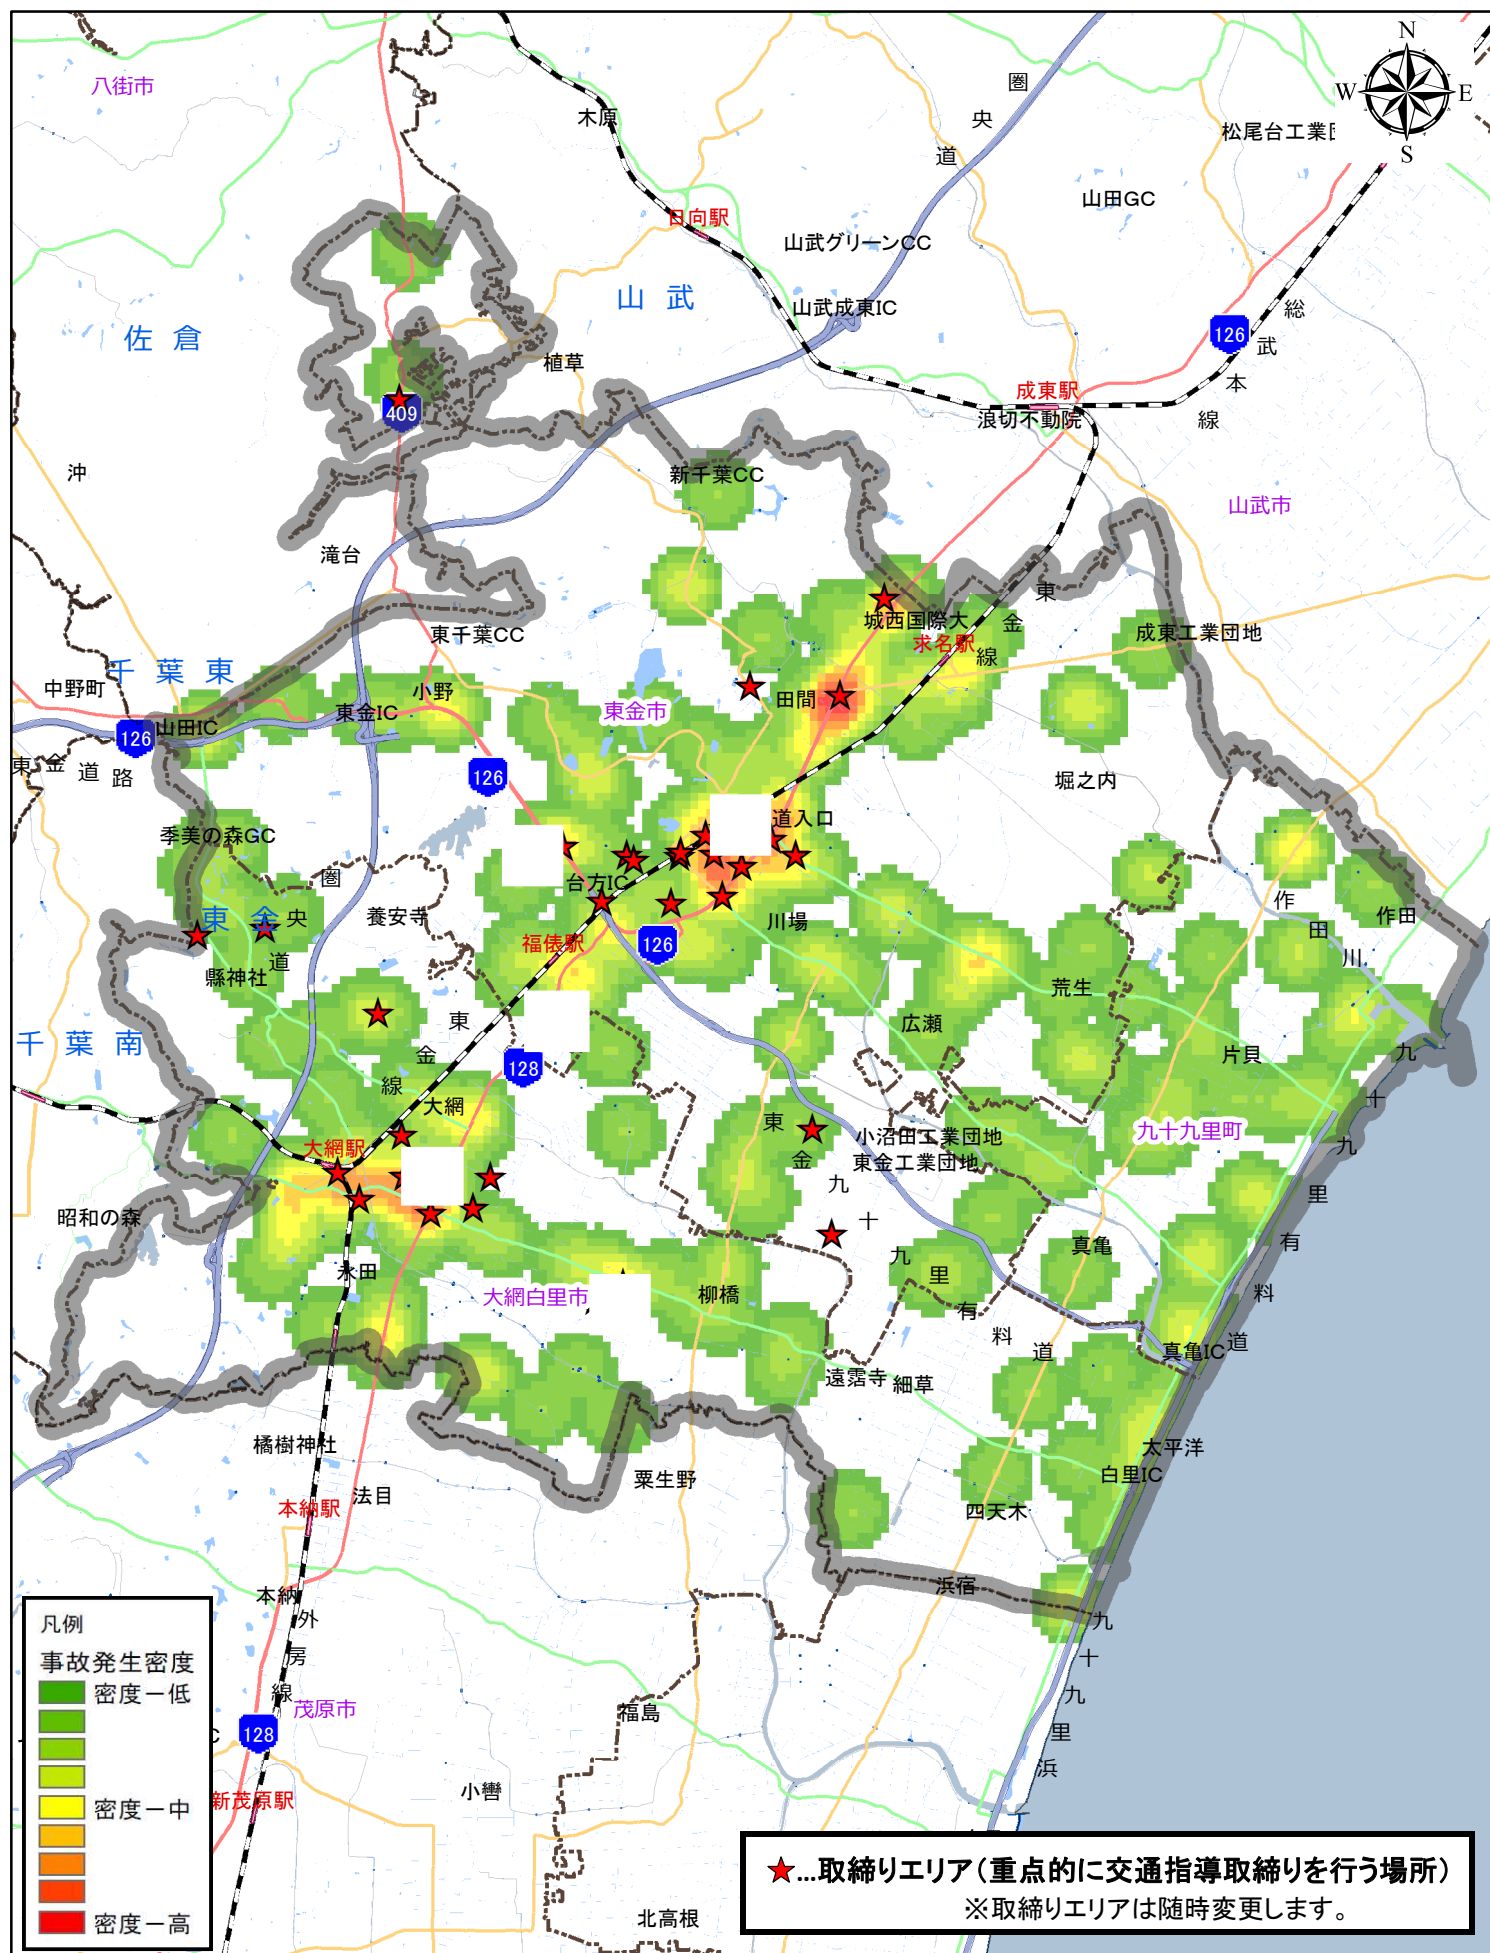 N
W
E
S
八街市
木原
圏央道
松尾台工業団
山田GC
日向駅
山武グリーンCC
山武
山武成東IC
佐倉
126
総武本線
植草
成東駅
浪切不動院
409
沖
新千葉CC
山武市
滝台
東金線
城西国際大
求名駅
成東工業団地
東千葉CC
千葉東
中野町
小野
田間
東金市
山田IC
東金IC
126
東金道路
126
堀之内
道入口
季美の森GC
台方IC
圏央道
養安寺
東金
川場
作田川
作田
福俵駅
126
縣神社
荒生
広瀬
千葉南
東金線
128
片貝
大網
東金九十九里有料道
小沼田工業団地
東金工業団地
九十九里町
大網駅
九十九里有料道
昭和の森
真亀
永田
大網白里市
柳橋
真亀IC
遠霑寺
細草
橘樹神社
太平洋
白里IC
粟生野
法目
本納駅
四天木
浜宿
本納
外房線
九十九里浜
茂原市
福島
128
小轡
新茂原駅
北高根
凡例
事故発生密度
密度－低
密度－中
密度－高
★...取締りエリア（重点的に交通指導取締りを行う場所）
※取締りエリアは随時変更します。